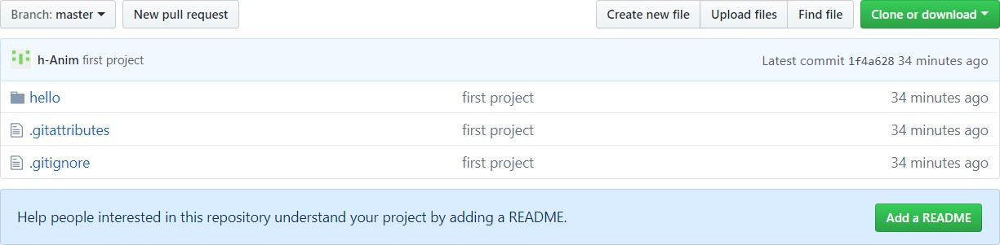 Branch: master New pull request Create new file Upload files Find file Clone or download
h-Anim first project Latest commit 1f4a628 34 minutes ago
hello first project 34 minutes ago
.gitattributes first project 34 minutes ago
.gitignore first project 34 minutes ago
Help people interested in this repository understand your project by adding a README. Add a README